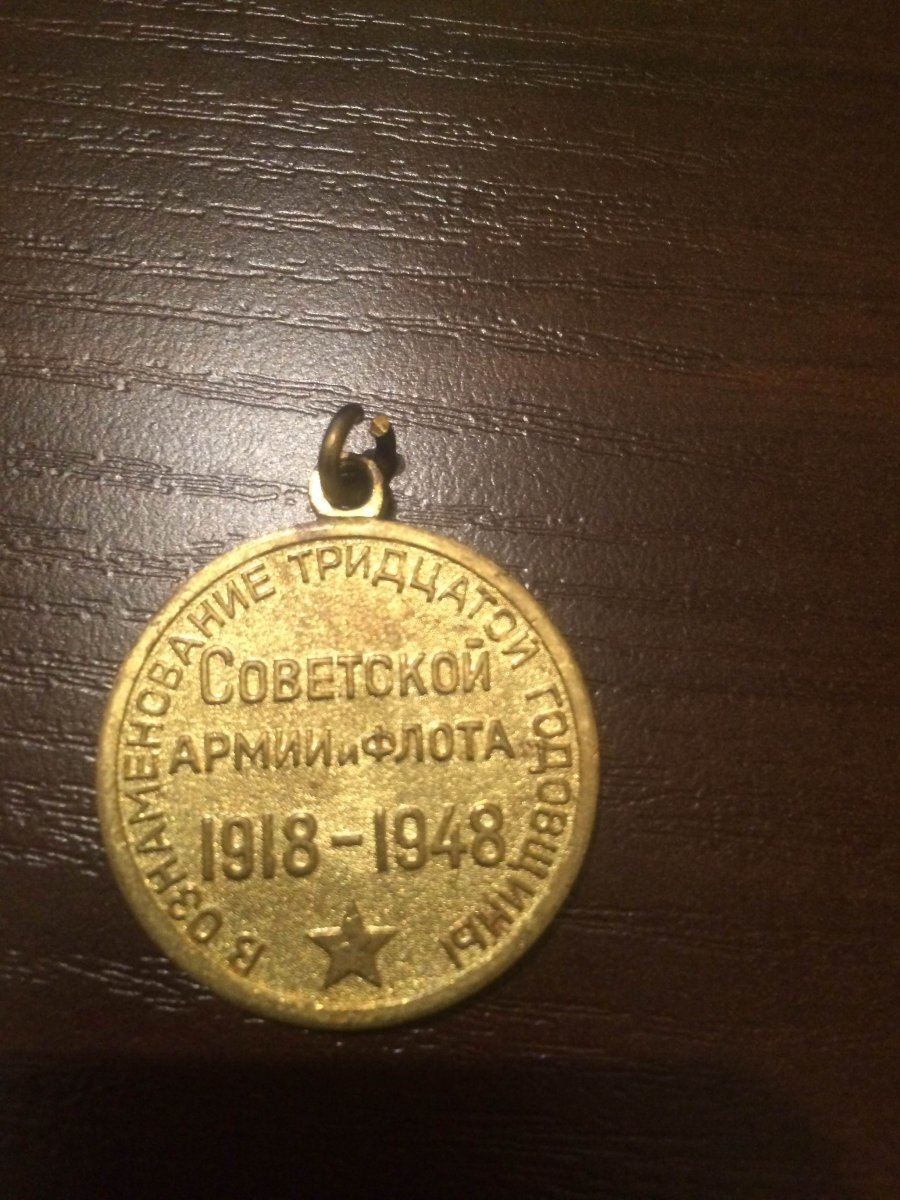 В ОЗНАМЕНОВАНИЕ ТРИДЦАТОЙ ГОДОВЩИНЫ
СОВЕТСКОЙ
АРМИИ и ФЛОТА
1918-1948